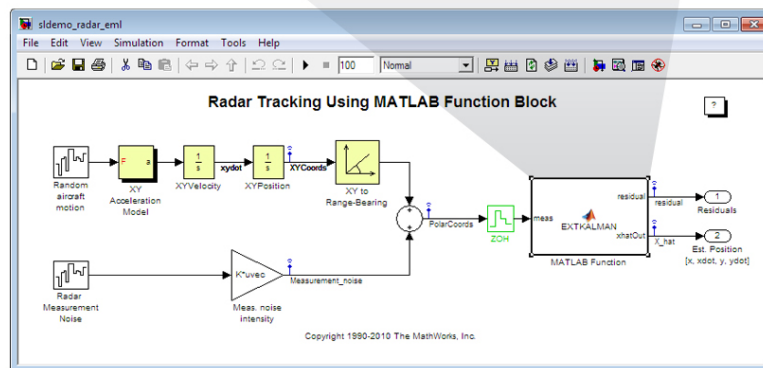 sldemo_radar_eml
File Edit View Simulation Format Tools Help
100 Normal
Radar Tracking Using MATLAB Function Block
?
F a
1
s
xydot
1
s
XYCoords
Random
aircraft
motion
XY
Acceleration
Model
XYVelocity
XYPosition
XY to
Range-Bearing
+
+
PolarCoords
ZOH
meas
EXTKALMAN
residual
xhatOut
MATLAB Function
residual
1
Residuals
X_hat
2
Est. Position
[x, xdot, y, ydot]
Radar
Measurement
Noise
K*uvec
Meas. noise
intensity
Measurement_noise
Copyright 1990-2010 The MathWorks, Inc.